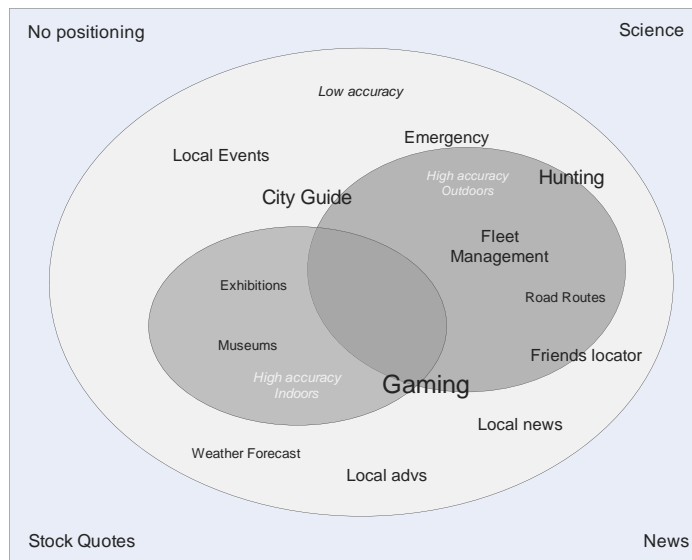 No positioning
Science
Low accuracy
Emergency
Local Events
High accuracy
Outdoors
Hunting
City Guide
Fleet
Management
Exhibitions
Road Routes
Museums
Friends locator
High accuracy
Indoors
Gaming
Local news
Weather Forecast
Local advs
Stock Quotes
News